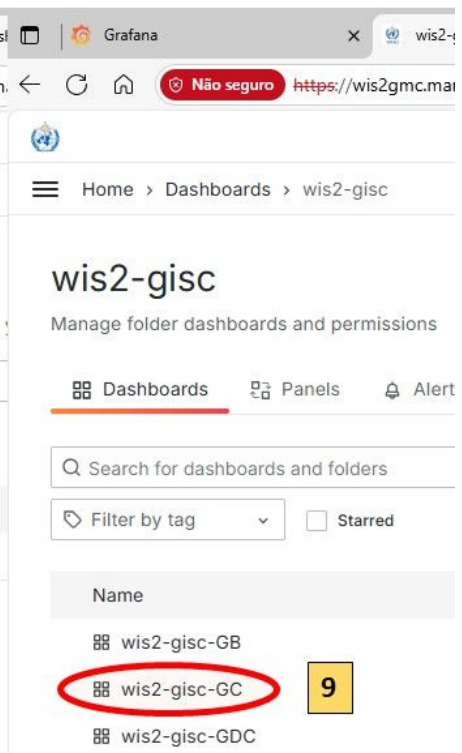 Grafana
wis2-g
Não seguro https://wis2gmc.mar
Home > Dashboards > wis2-gisc
wis2-gisc
Manage folder dashboards and permissions
Dashboards Panels Alert
Search for dashboards and folders
Filter by tag Starred
Name
wis2-gisc-GB
wis2-gisc-GC 9
wis2-gisc-GDC